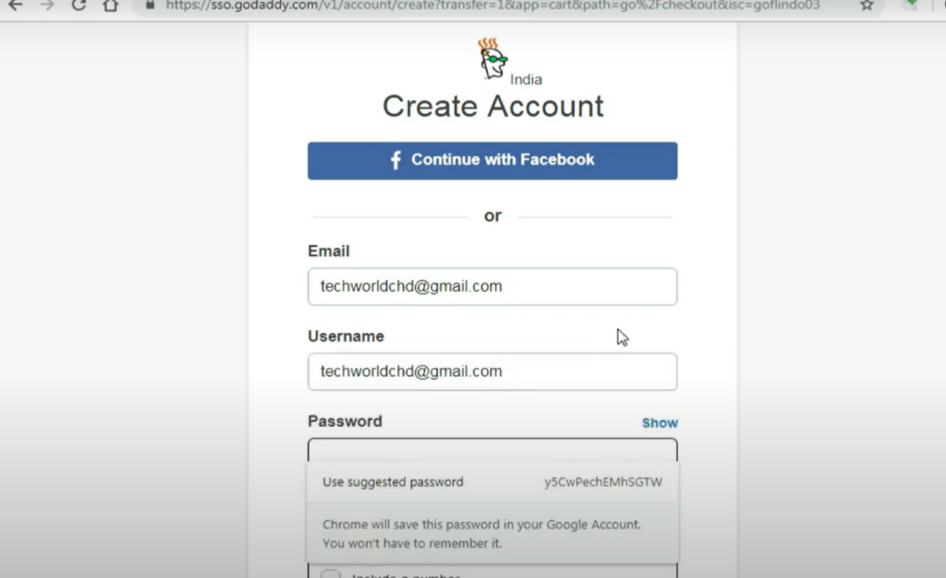 https://sso.godaddy.com/v1/account/create?transfer=1&app=cart&path=go%2Fcheckout&isc=goflindo03
India
Create Account
f Continue with Facebook
or
Email
techworldchd@gmail.com
Username
techworldchd@gmail.com
Password Show
Use suggested password y5CwPechEMhSGTW
Chrome will save this password in your Google Account.
You won't have to remember it.
Include a number